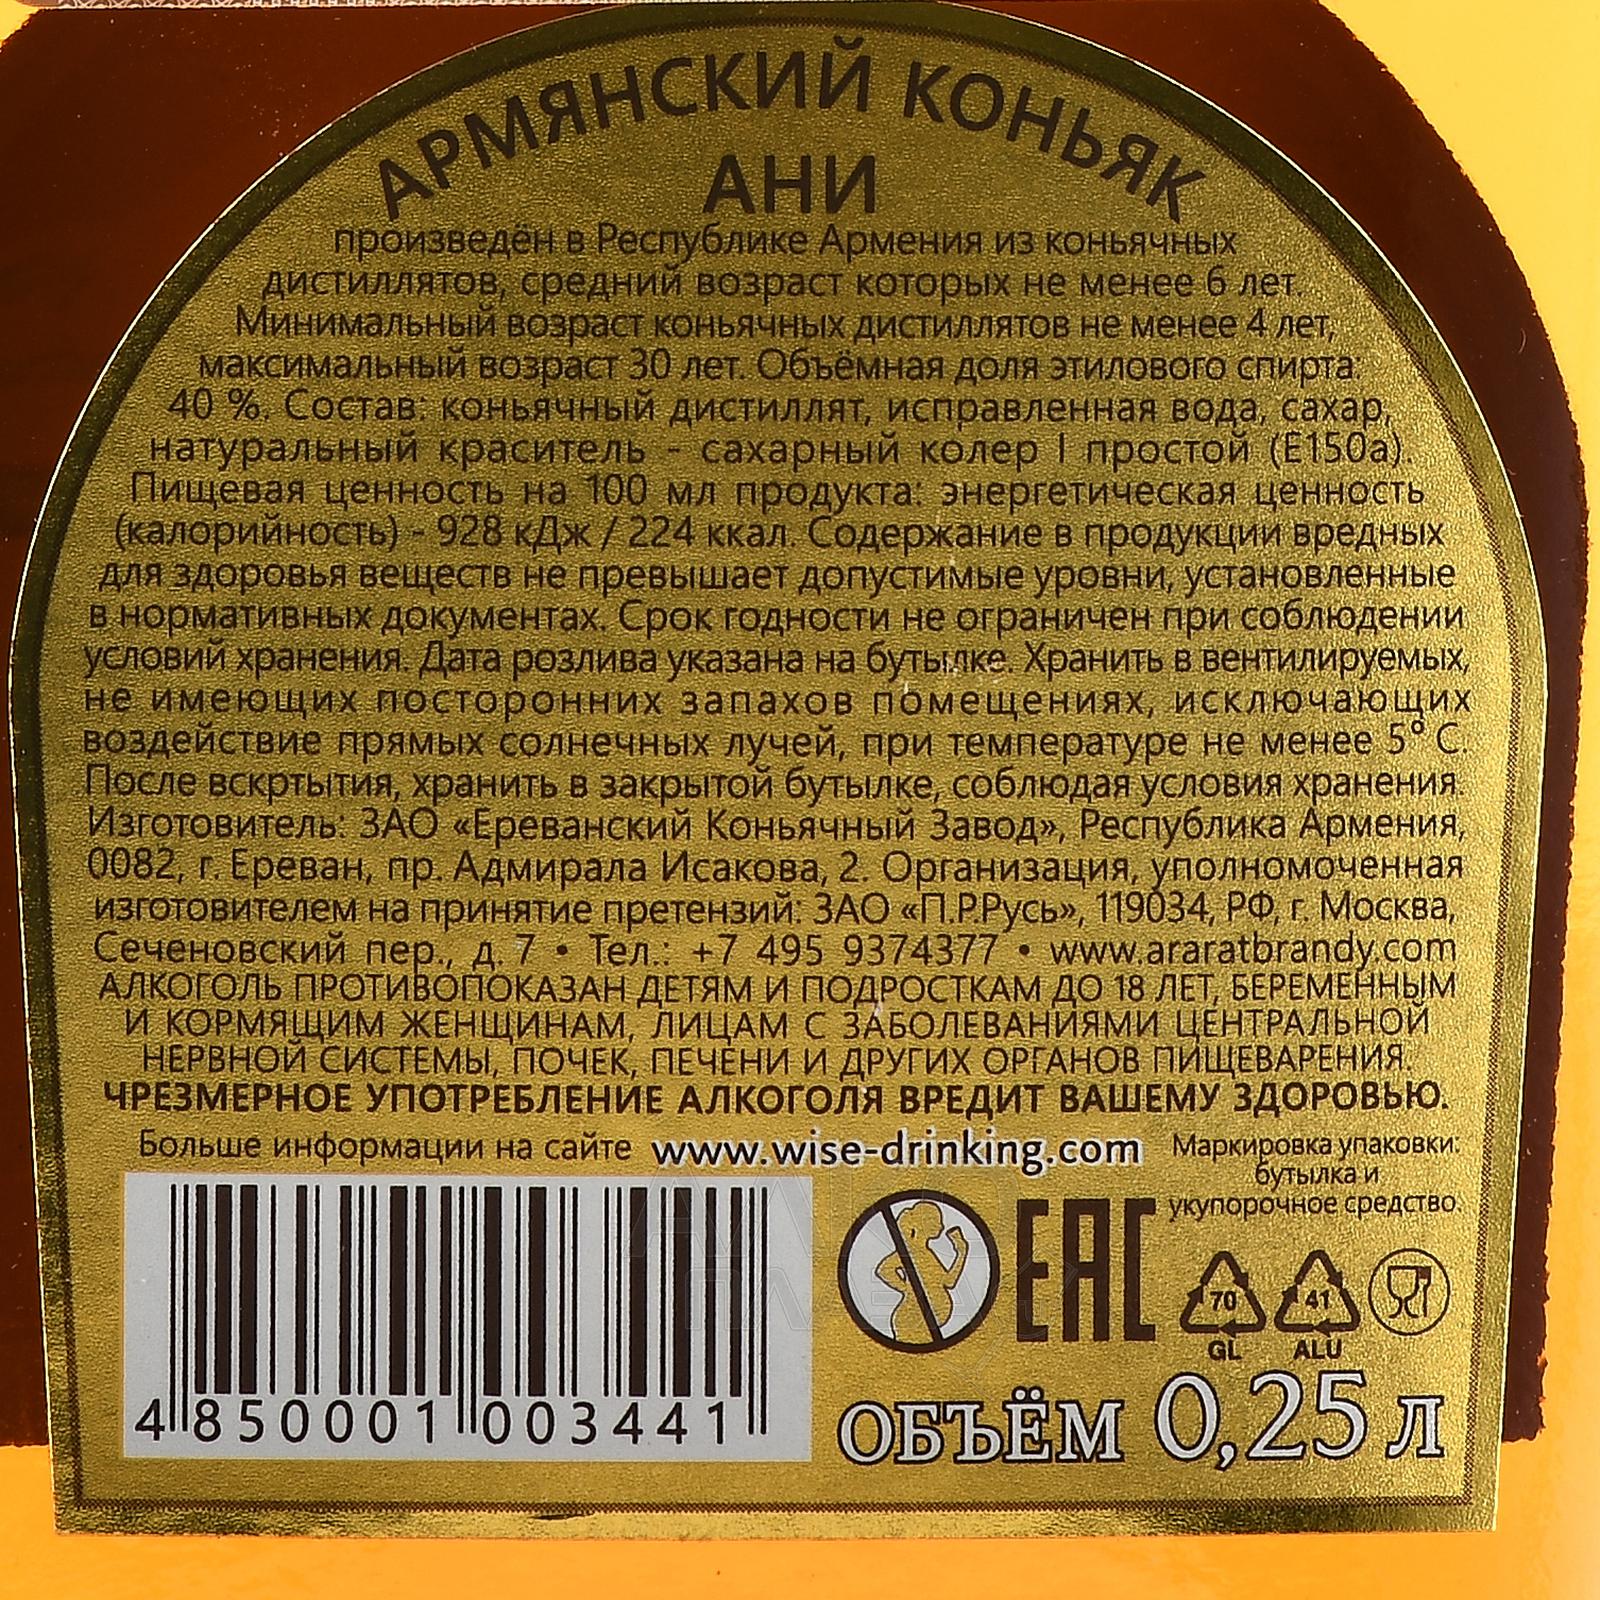 АРМЯНСКИЙ КОНЬЯК
АНИ
произведён в Республике Армения из коньячных
дистиллятов, средний возраст которых не менее 6 лет.
Минимальный возраст коньячных дистиллятов не менее 4 лет,
максимальный возраст 30 лет. Объёмная доля этилового спирта:
40 %. Состав: коньячный дистиллят, исправленная вода, сахар,
натуральный краситель - сахарный колер I простой (Е150а).
Пищевая ценность на 100 мл продукта: энергетическая ценность
(калорийность) - 928 кДж / 224 ккал. Содержание в продукции вредных
для здоровья веществ не превышает допустимые уровни, установленные
в нормативных документах. Срок годности не ограничен при соблюдении
условий хранения. Дата розлива указана на бутылке. Хранить в вентилируемых,
не имеющих посторонних запахов помещениях, исключающих
воздействие прямых солнечных лучей, при температуре не менее 5° С.
После вскртытия, хранить в закрытой бутылке, соблюдая условия хранения.
Изготовитель: ЗАО «Ереванский Коньячный Завод», Республика Армения,
0082, г. Ереван, пр. Адмирала Исакова, 2. Организация, уполномоченная
изготовителем на принятие претензий: ЗАО «П.Р.Русь», 119034, РФ, г. Москва,
Сеченовский пер., д. 7 • Тел.: +7 495 9374377 • www.araratbrandy.com
АЛКОГОЛЬ ПРОТИВОПОКАЗАН ДЕТЯМ И ПОДРОСТКАМ ДО 18 ЛЕТ, БЕРЕМЕННЫМ
И КОРМЯЩИМ ЖЕНЩИНАМ, ЛИЦАМ С ЗАБОЛЕВАНИЯМИ ЦЕНТРАЛЬНОЙ
НЕРВНОЙ СИСТЕМЫ, ПОЧЕК, ПЕЧЕНИ И ДРУГИХ ОРГАНОВ ПИЩЕВАРЕНИЯ.
ЧРЕЗМЕРНОЕ УПОТРЕБЛЕНИЕ АЛКОГОЛЯ ВРЕДИТ ВАШЕМУ ЗДОРОВЬЮ.
Больше информации на сайте www.wise-drinking.com
Маркировка упаковки:
бутылка и
укупорочное средство.
EAC
70
GL
41
ALU
4 850001 003441
ОБЪЁМ 0,25 л